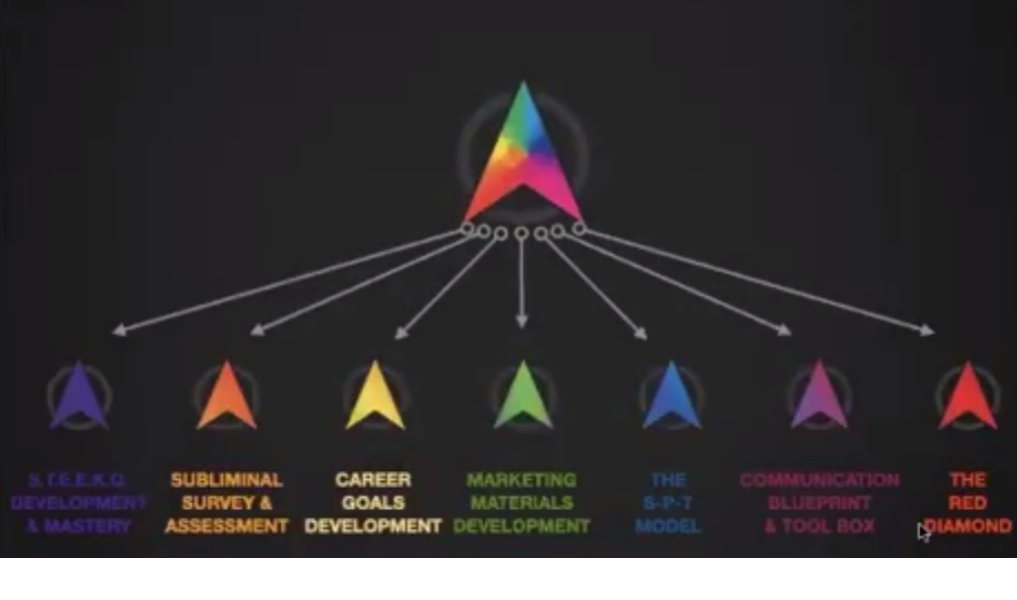 DEVELOPMENT
& MASTERY
SUBLIMINAL
SURVEY &
ASSESSMENT
CAREER
GOALS
DEVELOPMENT
MARKETING
MATERIALS
DEVELOPMENT
THE
S-P-T
MODEL
COMMUNICATION
BLUEPRINT
& TOOL BOX
THE
RED
DIAMOND